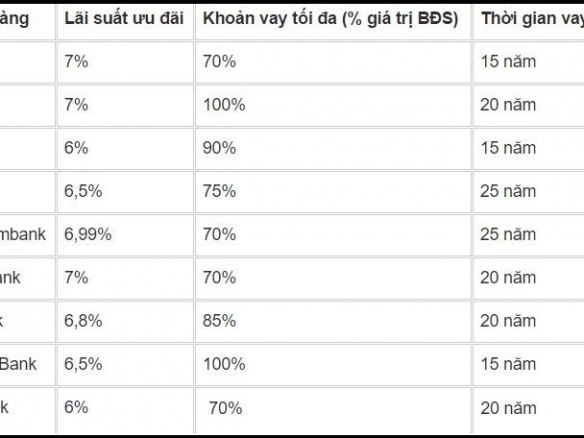 àng Lãi suất ưu đãi Khoản vay tối đa (% giá trị BĐS) Thời gian vay
7% 70% 15 năm
7% 100% 20 năm
6% 90% 15 năm
6,5% 75% 25 năm
mbank 6,99% 70% 25 năm
ank 7% 70% 20 năm
k 6,8% 85% 20 năm
Bank 6,5% 100% 15 năm
k 6% 70% 20 năm